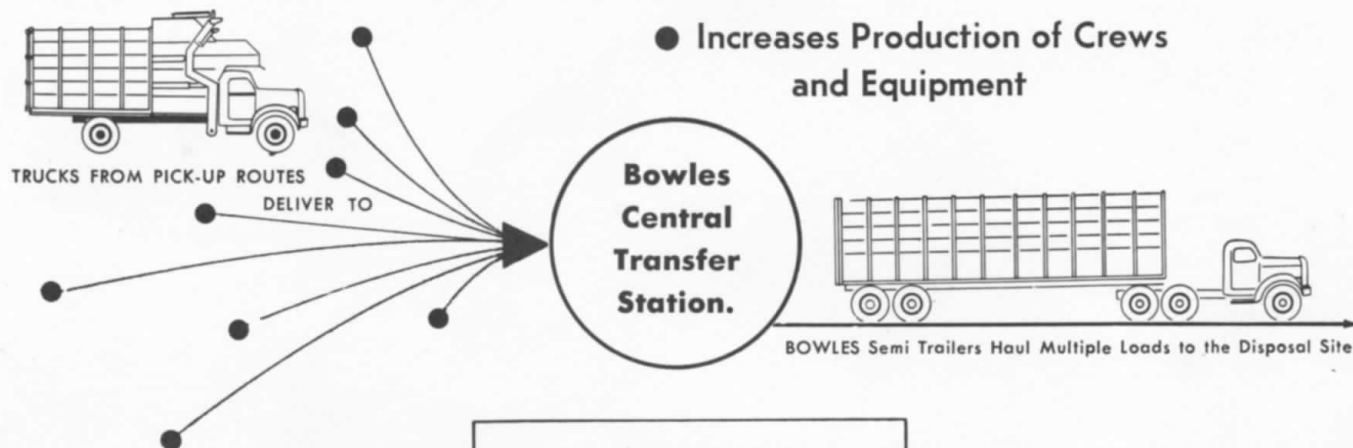 ● Increases Production of Crews
and Equipment
TRUCKS FROM PICK-UP ROUTES
DELIVER TO
Bowles
Central
Transfer
Station.
BOWLES Semi Trailers Haul Multiple Loads to the Disposal Site